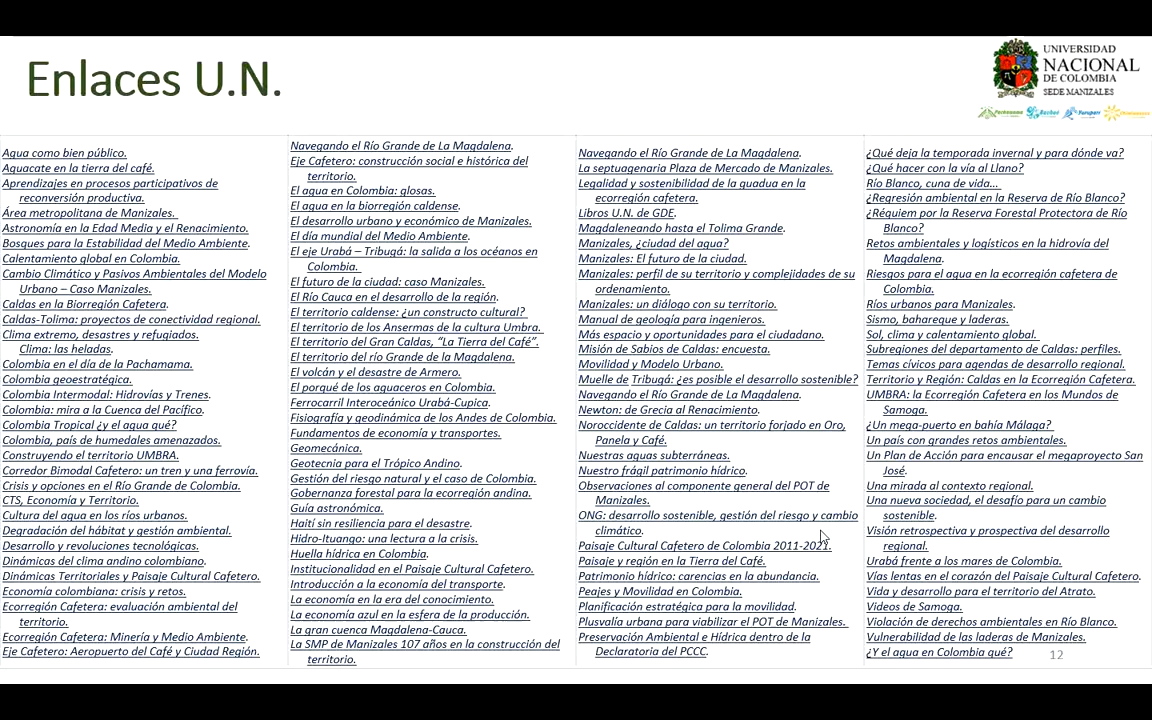 Enlaces U.N.
UNIVERSIDAD
NACIONAL
DE COLOMBIA
SEDE MANIZALES
Agua como bien público.
Aguacate en la tierra del café.
Aprendizajes en procesos participativos de
reconversión productiva.
Área metropolitana de Manizales.
Astronomía en la Edad Media y el Renacimiento.
Bosques para la Estabilidad del Medio Ambiente.
Calentamiento global en Colombia.
Cambio Climático y Pasivos Ambientales del Modelo
Urbano – Caso Manizales.
Caldas en la Biorregión Cafetera.
Caldas-Tolima: proyectos de conectividad regional.
Clima extremo, desastres y refugiados.
Clima: las heladas.
Colombia en el día de la Pachamama.
Colombia geoestratégica.
Colombia Intermodal: Hidrovías y Trenes.
Colombia: mira a la Cuenca del Pacífico.
Colombia Tropical ¿y el agua qué?
Colombia, país de humedales amenazados.
Construyendo el territorio UMBRA.
Corredor Bimodal Cafetero: un tren y una ferrovía.
Crisis y opciones en el Río Grande de Colombia.
CTS, Economía y Territorio.
Cultura del agua en los ríos urbanos.
Degradación del hábitat y gestión ambiental.
Desarrollo y revoluciones tecnológicas.
Dinámicas del clima andino colombiano.
Dinámicas Territoriales y Paisaje Cultural Cafetero.
Economía colombiana: crisis y retos.
Ecorregión Cafetera: evaluación ambiental del
territorio.
Ecorregión Cafetera: Minería y Medio Ambiente.
Eje Cafetero: Aeropuerto del Café y Ciudad Región.
Navegando el Río Grande de La Magdalena.
Eje Cafetero: construcción social e histórica del
territorio.
El agua en Colombia: glosas.
El agua en la biorregión caldense.
El desarrollo urbano y económico de Manizales.
El día mundial del Medio Ambiente.
El eje Urabá – Tribugá: la salida a los océanos en
Colombia.
El futuro de la ciudad: caso Manizales.
El Río Cauca en el desarrollo de la región.
El territorio caldense: ¿un constructo cultural?
El territorio de los Ansermas de la cultura Umbra.
El territorio del Gran Caldas, “La Tierra del Café”.
El territorio del río Grande de la Magdalena.
El volcán y el desastre de Armero.
El porqué de los aguaceros en Colombia.
Ferrocarril Interoceánico Urabá-Cupica.
Fisiografía y geodinámica de los Andes de Colombia.
Fundamentos de economía y transportes.
Geomecánica.
Geotecnia para el Trópico Andino.
Gestión del riesgo natural y el caso de Colombia.
Gobernanza forestal para la ecorregión andina.
Guía astronómica.
Haití sin resiliencia para el desastre.
Hidro-Ituango: una lectura a la crisis.
Huella hídrica en Colombia.
Institucionalidad en el Paisaje Cultural Cafetero.
Introducción a la economía del transporte.
La economía en la era del conocimiento.
La economía azul en la esfera de la producción.
La gran cuenca Magdalena-Cauca.
La SMP de Manizales 107 años en la construcción del
territorio.
Navegando el Río Grande de La Magdalena.
La septuagenaria Plaza de Mercado de Manizales.
Legalidad y sostenibilidad de la guadua en la
ecorregión cafetera.
Libros U.N. de GDE.
Magdaleneando hasta el Tolima Grande.
Manizales, ¿ciudad del agua?
Manizales: El futuro de la ciudad.
Manizales: perfil de su territorio y complejidades de su
ordenamiento.
Manizales: un diálogo con su territorio.
Manual de geología para ingenieros.
Más espacio y oportunidades para el ciudadano.
Misión de Sabios de Caldas: encuesta.
Movilidad y Modelo Urbano.
Muelle de Tribugá: ¿es posible el desarrollo sostenible?
Navegando el Río Grande de La Magdalena.
Newton: de Grecia al Renacimiento.
Noroccidente de Caldas: un territorio forjado en Oro,
Panela y Café.
Nuestras aguas subterráneas.
Nuestro frágil patrimonio hídrico.
Observaciones al componente general del POT de
Manizales.
ONG: desarrollo sostenible, gestión del riesgo y cambio
climático.
Paisaje Cultural Cafetero de Colombia 2011-2021.
Paisaje y región en la Tierra del Café.
Patrimonio hídrico: carencias en la abundancia.
Peajes y Movilidad en Colombia.
Planificación estratégica para la movilidad.
Plusvalía urbana para viabilizar el POT de Manizales.
Preservación Ambiental e Hídrica dentro de la
Declaratoria del PCCC.
¿Qué deja la temporada invernal y para dónde va?
¿Qué hacer con la vía al Llano?
Río Blanco, cuna de vida...
¿Regresión ambiental en la Reserva de Río Blanco?
¿Réquiem por la Reserva Forestal Protectora de Río
Blanco?
Retos ambientales y logísticos en la hidrovía del
Magdalena.
Riesgos para el agua en la ecorregión cafetera de
Colombia.
Ríos urbanos para Manizales.
Sismo, bahareque y laderas.
Sol, clima y calentamiento global.
Subregiones del departamento de Caldas: perfiles.
Temas cívicos para agendas de desarrollo regional.
Territorio y Región: Caldas en la Ecorregión Cafetera.
UMBRA: la Ecorregión Cafetera en los Mundos de
Samoga.
¿Un mega-puerto en bahía Málaga?
Un país con grandes retos ambientales.
Un Plan de Acción para encausar el megaproyecto San
José.
Una mirada al contexto regional.
Una nueva sociedad, el desafío para un cambio
sostenible.
Visión retrospectiva y prospectiva del desarrollo
regional.
Urabá frente a los mares de Colombia.
Vías lentas en el corazón del Paisaje Cultural Cafetero.
Vida y desarrollo para el territorio del Atrato.
Videos de Samoga.
Violación de derechos ambientales en Río Blanco.
Vulnerabilidad de las laderas de Manizales.
¿Y el agua en Colombia qué?
12